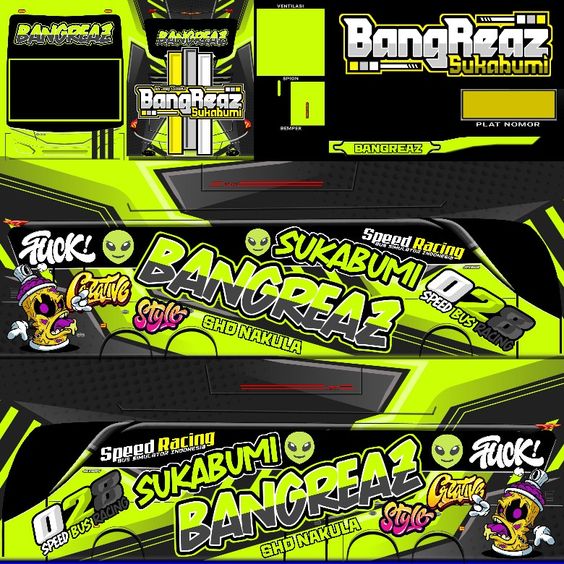 BANGREAZ
BANGREAZ
BangReaz
Sukabumi
VENTILASI
SPION
BEMPER
BangReaz
Sukabumi
PLAT NOMOR
BANGREAZ
FUCK!
SUKABUMI
Speed Racing
BUS SIMULATOR INDONESIA
BANGREAZ
028
SPEED BUS RACING
Creative
Style
SHD NAKULA
Speed Racing
BUS SIMULATOR INDONESIA
SUKABUMI
FUCK!
BANGREAZ
028
SPEED BUS RACING
Creative
Style
SHD NAKULA